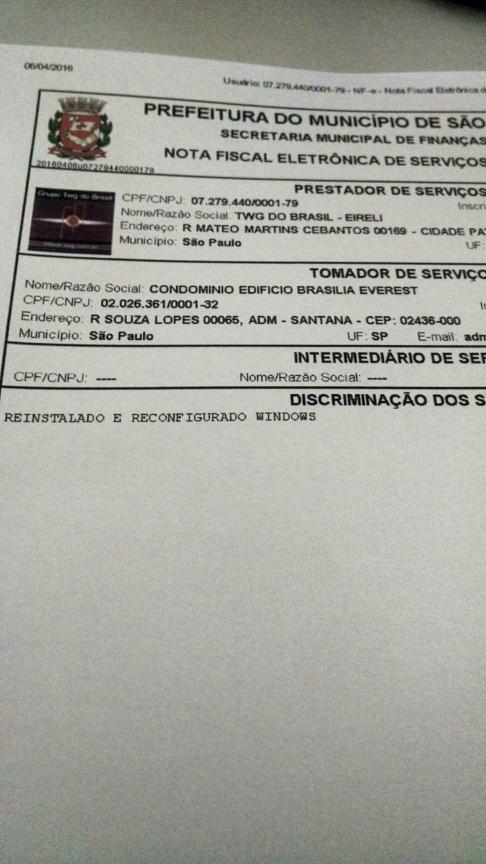 06/04/2016
Usuário: 07.279.440/0001-79 - NF-e - Nota Fiscal Eletrônica d
PREFEITURA DO MUNICÍPIO DE SÃO
SECRETARIA MUNICIPAL DE FINANÇAS
NOTA FISCAL ELETRÔNICA DE SERVIÇOS
20160406u07279440000179
PRESTADOR DE SERVIÇOS
Grupo Twg do Brasil
CPF/CNPJ: 07.279.440/0001-79
Inscri
Nome/Razão Social: TWG DO BRASIL - EIRELI
Endereço: R MATEO MARTINS CEBANTOS 00169 - CIDADE PA
Município: São Paulo
UF:
TOMADOR DE SERVIÇO
Nome/Razão Social: CONDOMINIO EDIFICIO BRASILIA EVEREST
CPF/CNPJ: 02.026.361/0001-32
Endereço: R SOUZA LOPES 00065, ADM - SANTANA - CEP: 02436-000
Município: São Paulo UF: SP E-mail: adm
INTERMEDIÁRIO DE SER
CPF/CNPJ: ---- Nome/Razão Social: ----
DISCRIMINAÇÃO DOS S
REINSTALADO E RECONFIGURADO WINDOWS